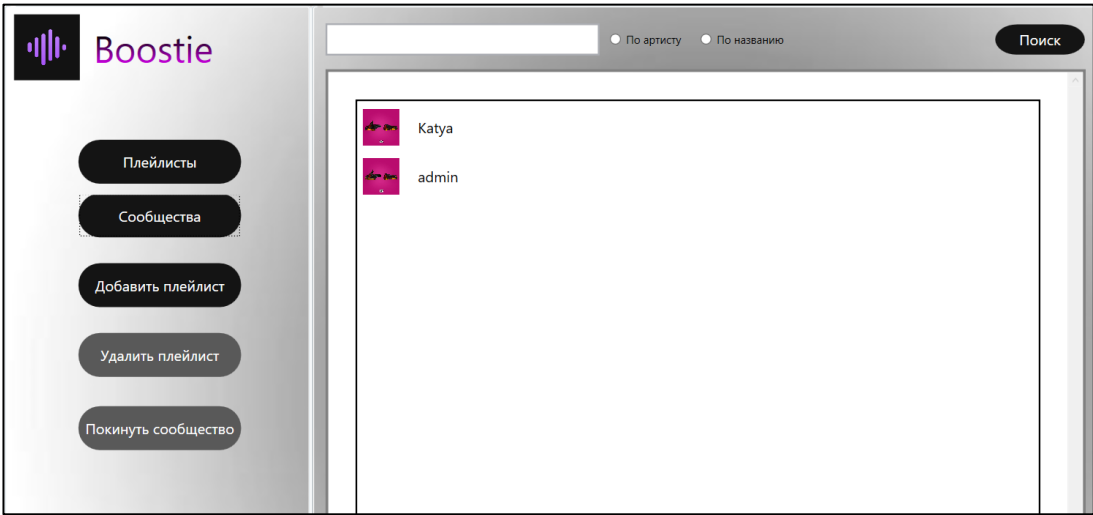 Boostie
По артисту
По названию
Поиск
Плейлисты
Сообщества
Добавить плейлист
Удалить плейлист
Покинуть сообщество
Katya
admin